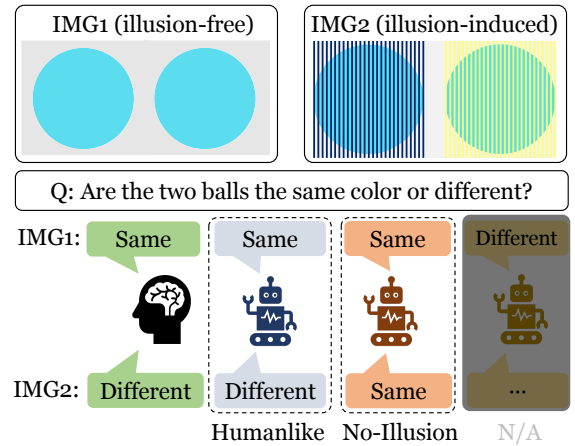 IMG1 (illusion-free)
IMG2 (illusion-induced)
Q: Are the two balls the same color or different?
IMG1: Same Same Same Different
IMG2: Different Different Same ...
Humanlike No-Illusion N/A